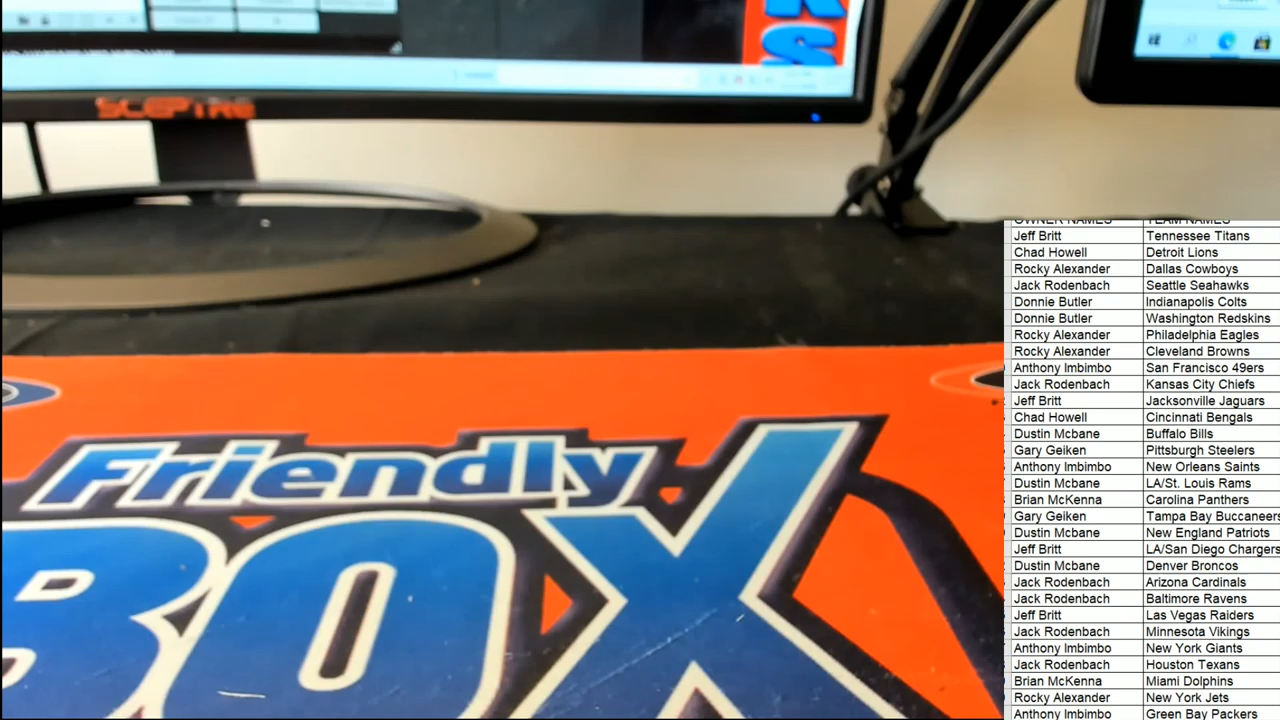 KS
SCEPTRE
OWNER NAMES TEAM NAMES
Jeff Britt Tennessee Titans
Chad Howell Detroit Lions
Rocky Alexander Dallas Cowboys
Jack Rodenbach Seattle Seahawks
Donnie Butler Indianapolis Colts
Donnie Butler Washington Redskins
Rocky Alexander Philadelphia Eagles
Rocky Alexander Cleveland Browns
Anthony Imbimbo San Francisco 49ers
Jack Rodenbach Kansas City Chiefs
Jeff Britt Jacksonville Jaguars
Chad Howell Cincinnati Bengals
Dustin Mcbane Buffalo Bills
Gary Geiken Pittsburgh Steelers
Anthony Imbimbo New Orleans Saints
Dustin Mcbane LA/St. Louis Rams
Brian McKenna Carolina Panthers
Gary Geiken Tampa Bay Buccaneers
Dustin Mcbane New England Patriots
Jeff Britt LA/San Diego Chargers
Dustin Mcbane Denver Broncos
Jack Rodenbach Arizona Cardinals
Jack Rodenbach Baltimore Ravens
Jeff Britt Las Vegas Raiders
Jack Rodenbach Minnesota Vikings
Anthony Imbimbo New York Giants
Jack Rodenbach Houston Texans
Brian McKenna Miami Dolphins
Rocky Alexander New York Jets
Anthony Imbimbo Green Bay Packers
Friendly
BOX